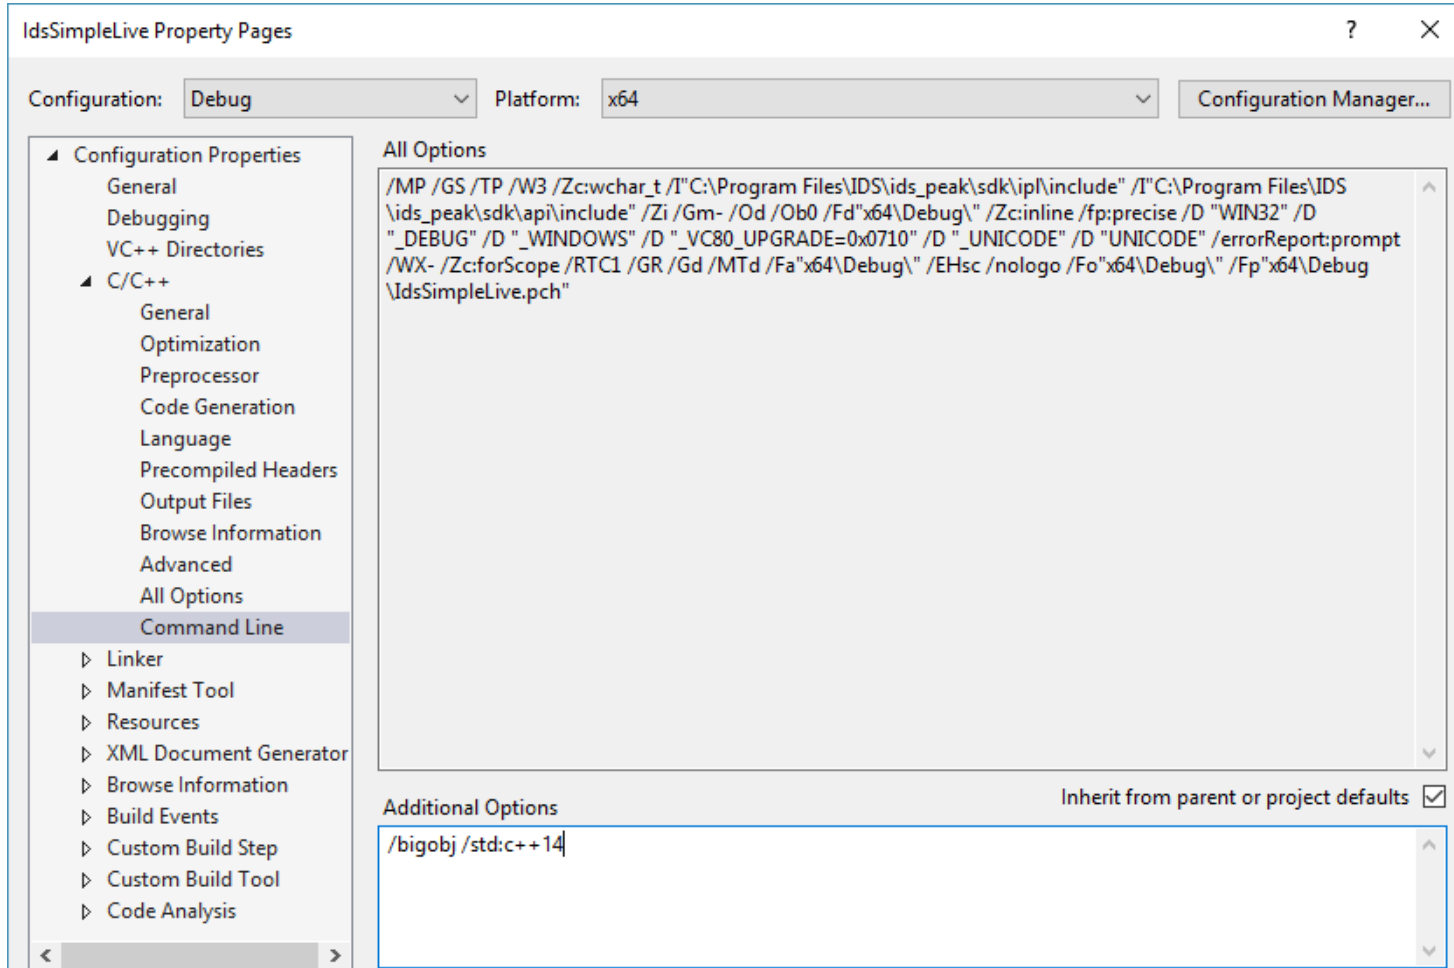 IdsSimpleLive Property Pages
?
Configuration: Debug Platform: x64 Configuration Manager...
Configuration Properties
General
Debugging
VC++ Directories
C/C++
General
Optimization
Preprocessor
Code Generation
Language
Precompiled Headers
Output Files
Browse Information
Advanced
All Options
Command Line
Linker
Manifest Tool
Resources
XML Document Generator
Browse Information
Build Events
Custom Build Step
Custom Build Tool
Code Analysis
All Options
/MP /GS /TP /W3 /Zc:wchar_t /I"C:\Program Files\IDS\ids_peak\sdk\ipl\include" /I"C:\Program Files\IDS
\ids_peak\sdk\api\include" /Zi /Gm- /Od /Ob0 /Fd"x64\Debug\" /Zc:inline /fp:precise /D "WIN32" /D
"_DEBUG" /D "_WINDOWS" /D "_VC80_UPGRADE=0x0710" /D "_UNICODE" /D "UNICODE" /errorReport:prompt
/WX- /Zc:forScope /RTC1 /GR /Gd /MTd /Fa"x64\Debug\" /EHsc /nologo /Fo"x64\Debug\" /Fp"x64\Debug
\IdsSimpleLive.pch"
Inherit from parent or project defaults
Additional Options
/bigobj /std:c++14